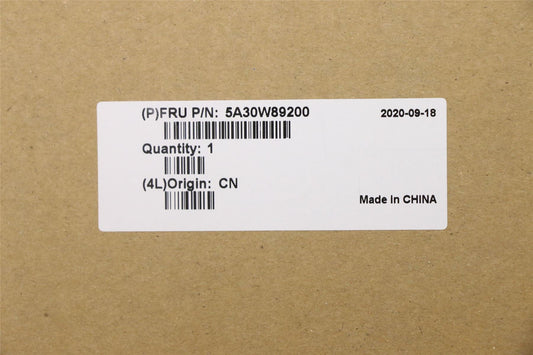 (P)FRU P/N: 5A30W89200
2020-09-18
Quantity: 1
(4L)Origin: CN
Made In CHINA